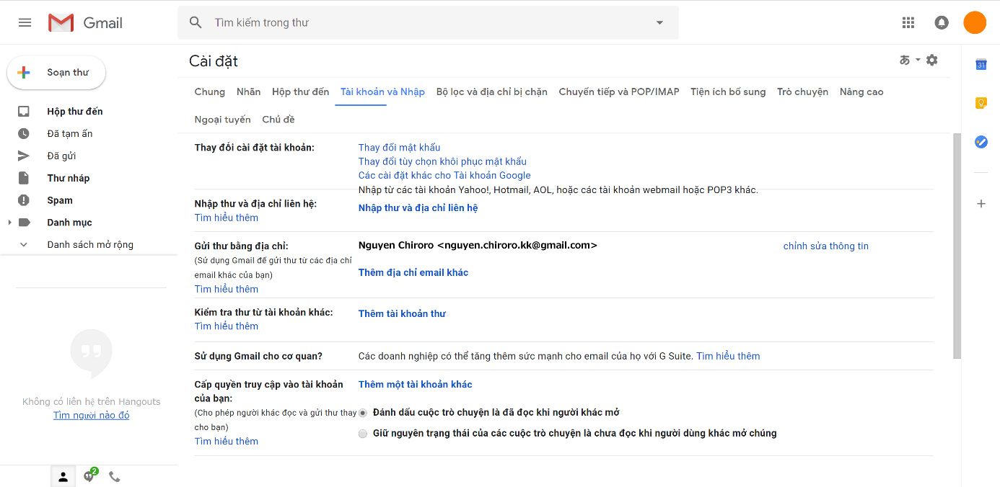 Gmail
Tìm kiếm trong thư
Soạn thư
Hộp thư đến
Đã tạm ẩn
Đã gửi
Thư nháp
Spam
Danh mục
Danh sách mở rộng
Không có liên hệ trên Hangouts
Tìm người nào đó
2
Cài đặt
あ
Chung Nhãn Hộp thư đến Tài khoản và Nhập Bộ lọc và địa chỉ bị chặn Chuyển tiếp và POP/IMAP Tiện ích bổ sung Trò chuyện Nâng cao
Ngoại tuyến Chủ đề
Thay đổi cài đặt tài khoản:
Thay đổi mật khẩu
Thay đổi tùy chọn khôi phục mật khẩu
Các cài đặt khác cho Tài khoản Google
Nhập từ các tài khoản Yahoo!, Hotmail, AOL, hoặc các tài khoản webmail hoặc POP3 khác.
Nhập thư và địa chỉ liên hệ:
Tìm hiểu thêm
Nhập thư và địa chỉ liên hệ
Gửi thư bằng địa chỉ:
(Sử dụng Gmail để gửi thư từ các địa chỉ
email khác của bạn)
Tìm hiểu thêm
Nguyen Chiroro <nguyen.chiroro.kk@gmail.com>
chỉnh sửa thông tin
Thêm địa chỉ email khác
Kiểm tra thư từ tài khoản khác:
Tìm hiểu thêm
Thêm tài khoản thư
Sử dụng Gmail cho cơ quan?
Các doanh nghiệp có thể tăng thêm sức mạnh cho email của họ với G Suite. Tìm hiểu thêm
Cấp quyền truy cập vào tài khoản
của bạn:
(Cho phép người khác đọc và gửi thư thay
cho bạn)
Tìm hiểu thêm
Thêm một tài khoản khác
Đánh dấu cuộc trò chuyện là đã đọc khi người khác mở
Giữ nguyên trạng thái của các cuộc trò chuyện là chưa đọc khi người dùng khác mở chúng
31